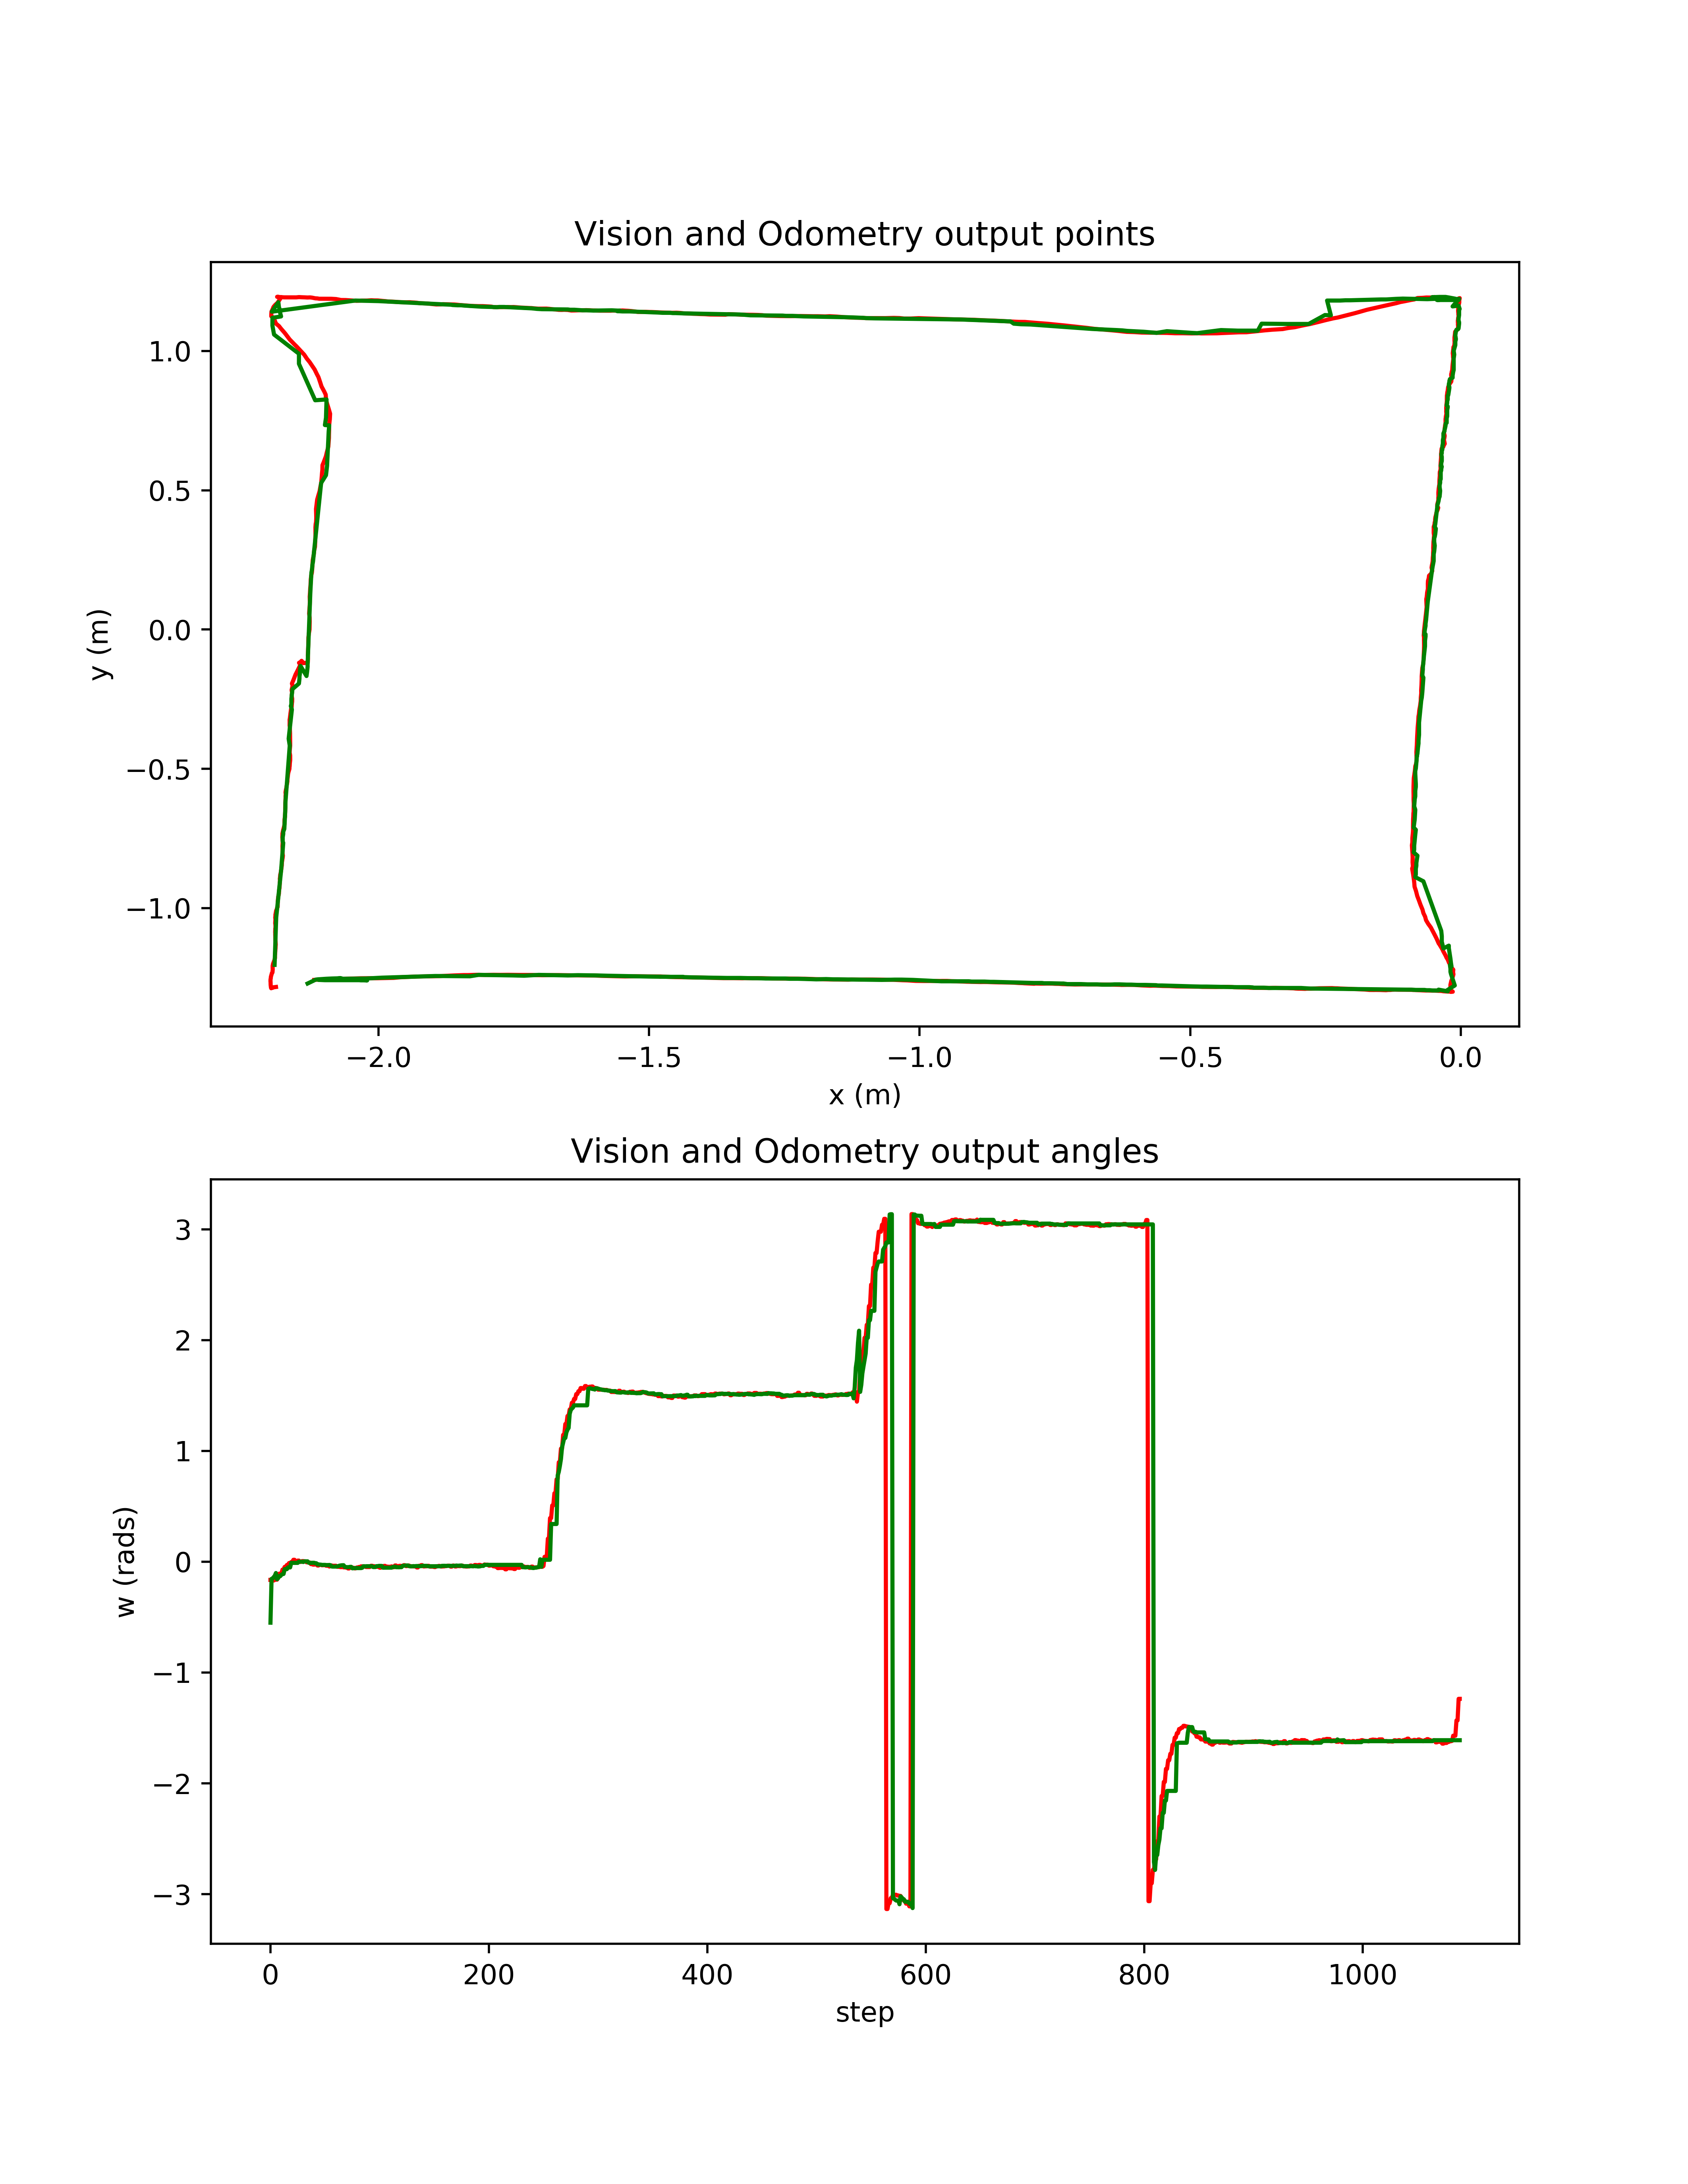 Vision and Odometry output points
1.0
0.5
0.0
−0.5
−1.0
y (m)
−2.0 −1.5 −1.0 −0.5 0.0
x (m)
Vision and Odometry output angles
3
2
1
0
−1
−2
−3
w (rads)
0 200 400 600 800 1000
step